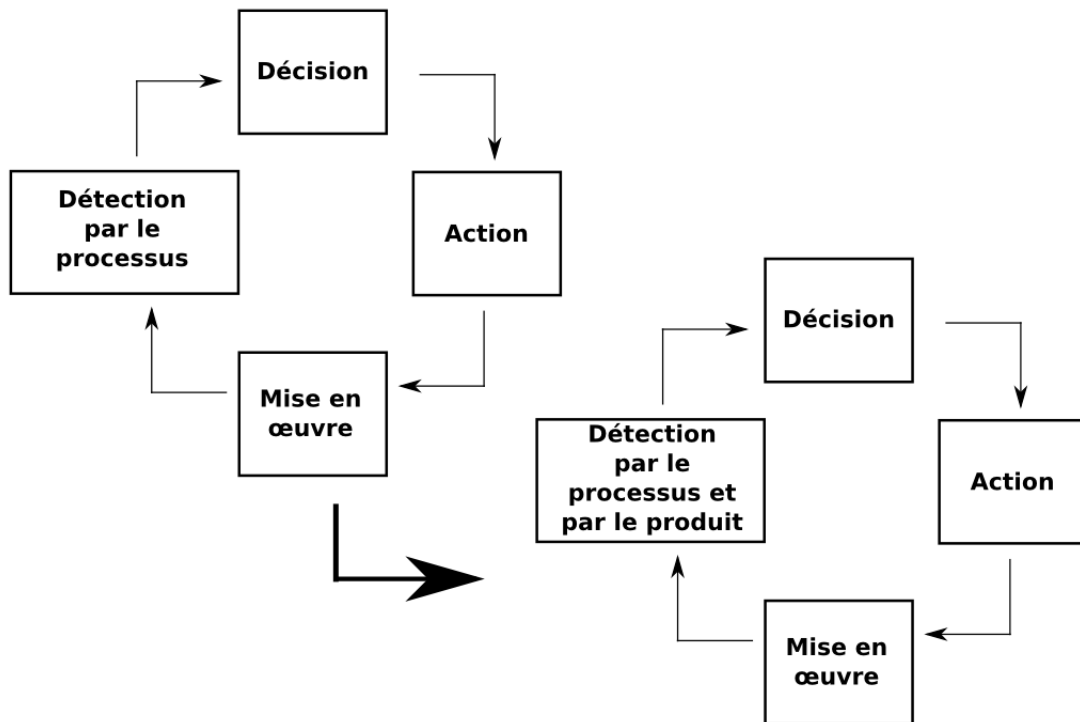 Décision
Détection
par le
processus
Action
Mise en
œuvre
Décision
Détection
par le
processus et
par le produit
Action
Mise en
œuvre